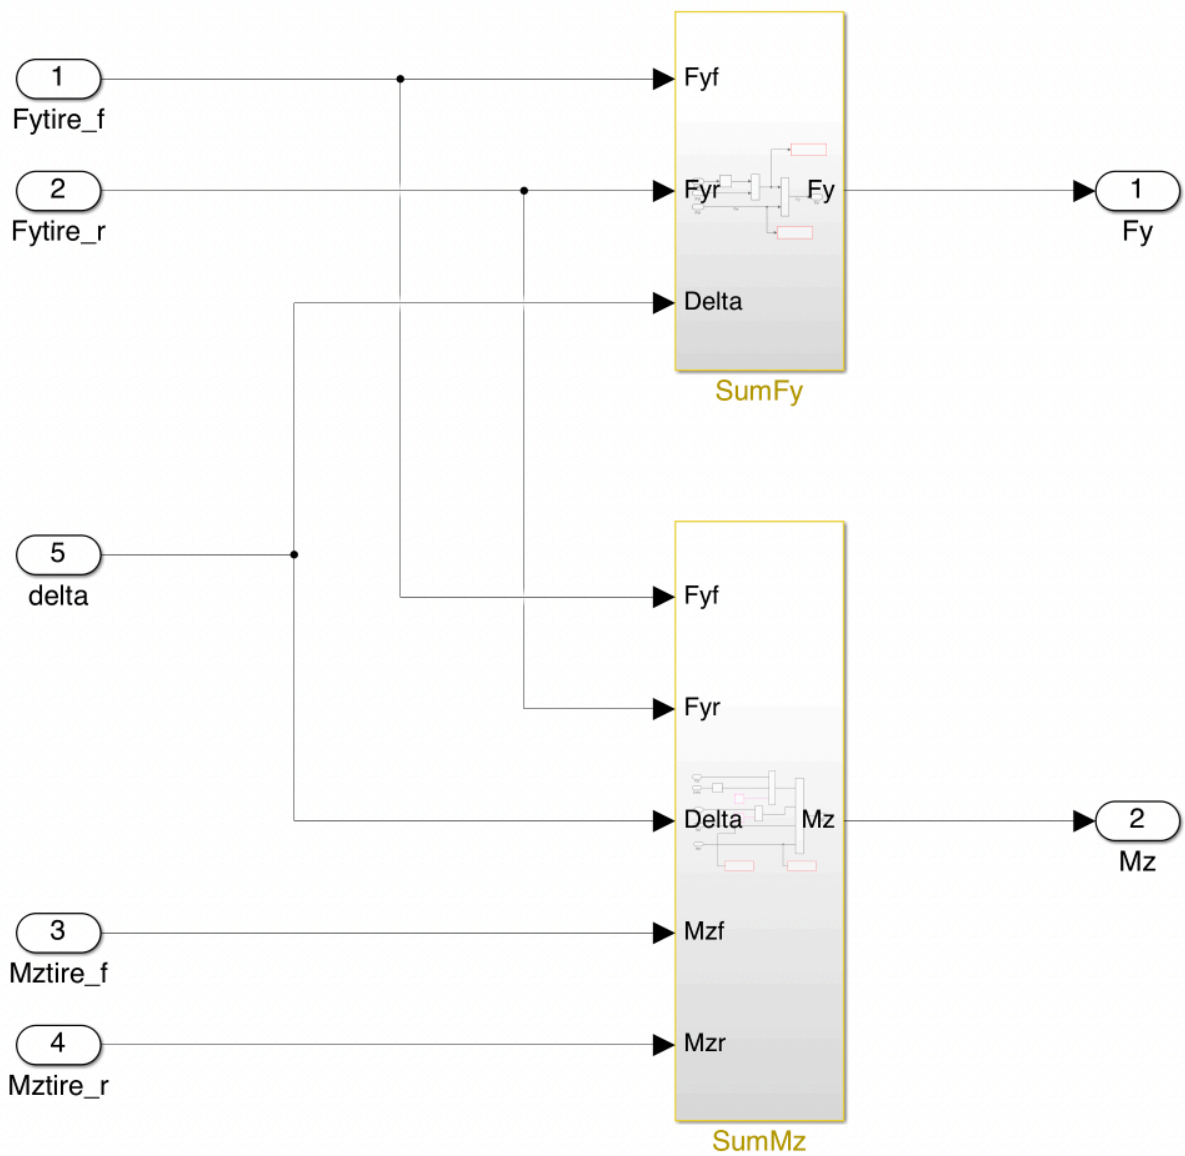 1
Fytire_f
2
Fytire_r
5
delta
3
Mztire_f
4
Mztire_r
Fyf
Fyr
Fy
Delta
SumFy
Fyf
Fyr
Delta
Mz
Mzf
Mzr
SumMz
1
Fy
2
Mz